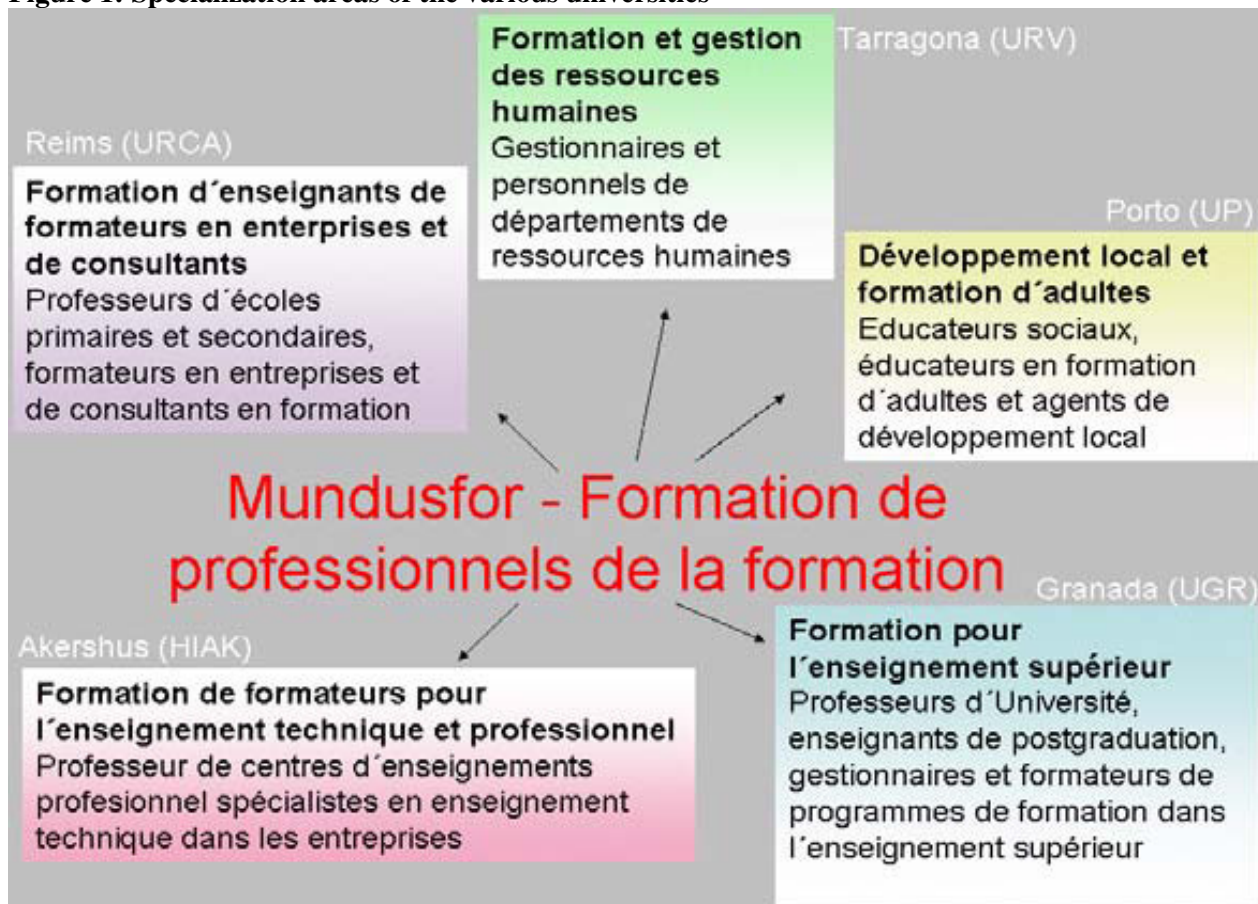 Figure 1. Specialization areas of the various universities
Formation et gestion
des ressources
humaines
Gestionnaires et
personnels de
départements de
ressources humaines
Tarragona (URV)
Reims (URCA)
Formation d´enseignants de
formateurs en enterprises et
de consultants
Professeurs d´écoles
primaires et secondaires,
formateurs en entreprises et
de consultants en formation
Porto (UP)
Développement local et
formation d´adultes
Educateurs sociaux,
éducateurs en formation
d´adultes et agents de
développement local
Mundusfor - Formation de
professionnels de la formation
Akershus (HIAK)
Formation de formateurs pour
l´enseignement technique et professionnel
Professeur de centres d´enseignements
profesionnel spécialistes en enseignement
technique dans les entreprises
Granada (UGR)
Formation pour
l´enseignement supérieur
Professeurs d´Université,
enseignants de postgraduation,
gestionnaires et formateurs de
programmes de formation dans
l´enseignement supérieur